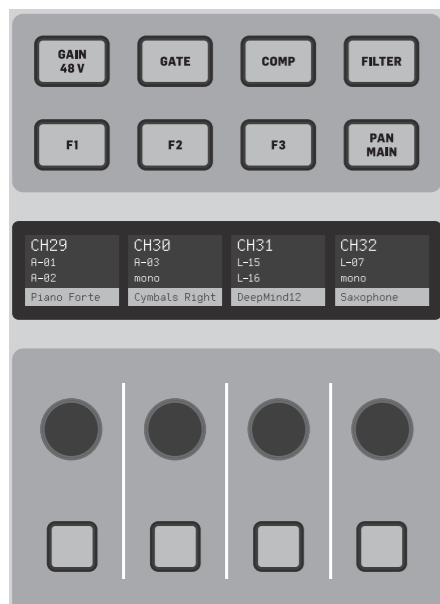 GAIN
48 V
GATE
COMP
FILTER
F1
F2
F3
PAN
MAIN
CH29
A-01
A-02
Piano Forte
CH30
A-03
mono
Cymbals Right
CH31
L-15
L-16
DeepMind12
CH32
L-07
mono
Saxophone